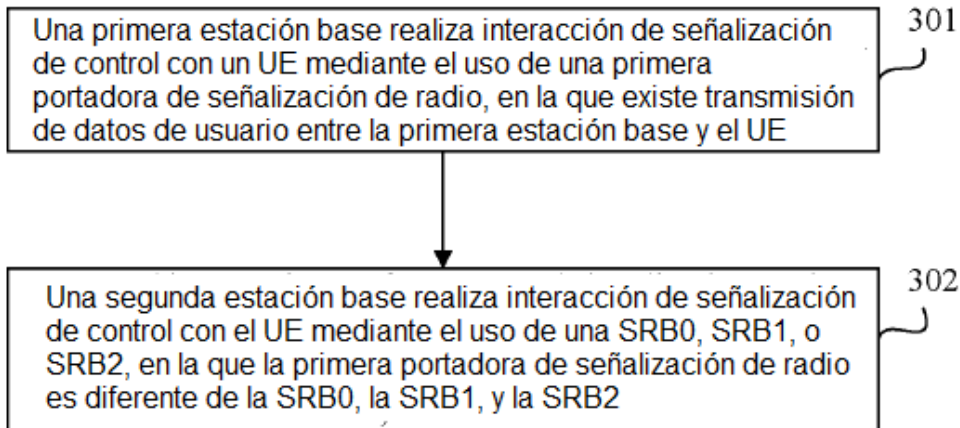 Una primera estación base realiza interacción de señalización
de control con un UE mediante el uso de una primera
portadora de señalización de radio, en la que existe transmisión
de datos de usuario entre la primera estación base y el UE
301
Una segunda estación base realiza interacción de señalización
de control con el UE mediante el uso de una SRB0, SRB1, o
SRB2, en la que la primera portadora de señalización de radio
es diferente de la SRB0, la SRB1, y la SRB2
302